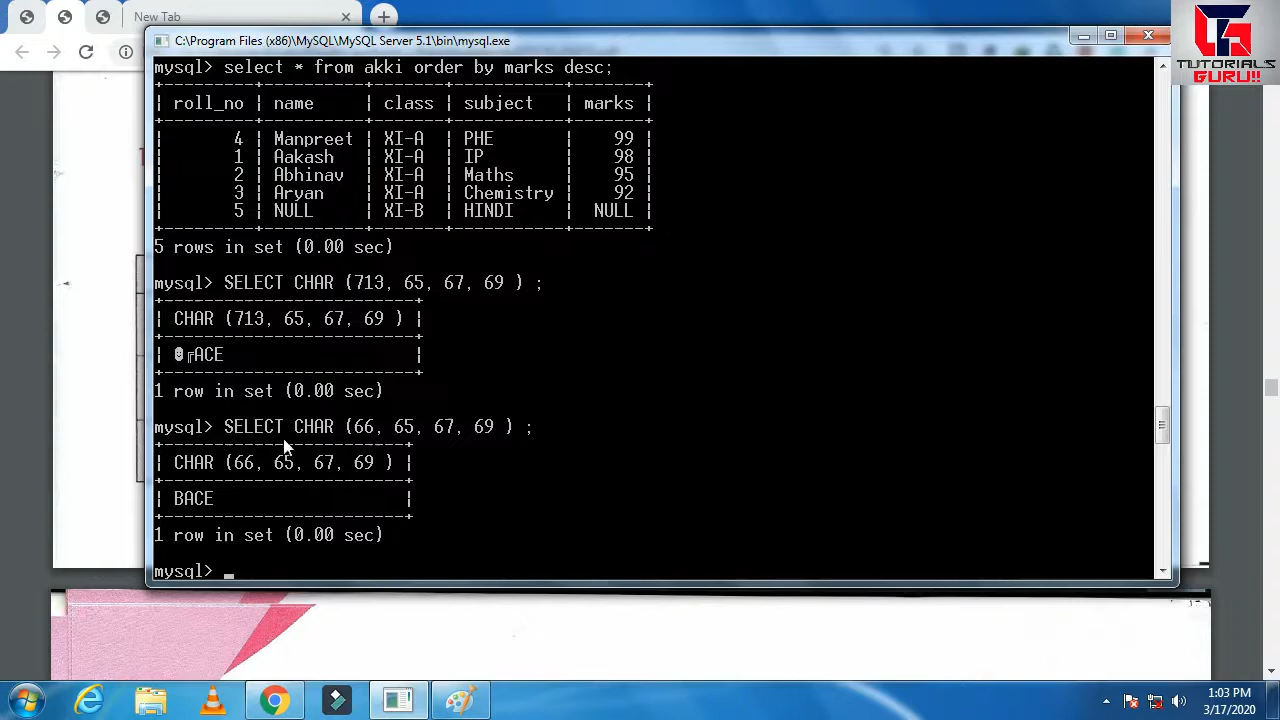 New Tab
C:\Program Files (x86)\MySQL\MySQL Server 5.1\bin\mysql.exe
TUTORIALS
GURU!!
mysql> select * from akki order by marks desc;
| roll_no | name | class | subject | marks |
| 4 | Manpreet | XI-A | PHE | 99 |
| 1 | Aakash | XI-A | IP | 98 |
| 2 | Abhinav | XI-A | Maths | 95 |
| 3 | Aryan | XI-A | Chemistry | 92 |
| 5 | NULL | XI-B | HINDI | NULL |
5 rows in set (0.00 sec)
mysql> SELECT CHAR (713, 65, 67, 69 ) ;
| CHAR (713, 65, 67, 69 ) |
| ☻╔ACE |
1 row in set (0.00 sec)
mysql> SELECT CHAR (66, 65, 67, 69 ) ;
| CHAR (66, 65, 67, 69 ) |
| BACE |
1 row in set (0.00 sec)
mysql> _
1:03 PM
3/17/2020